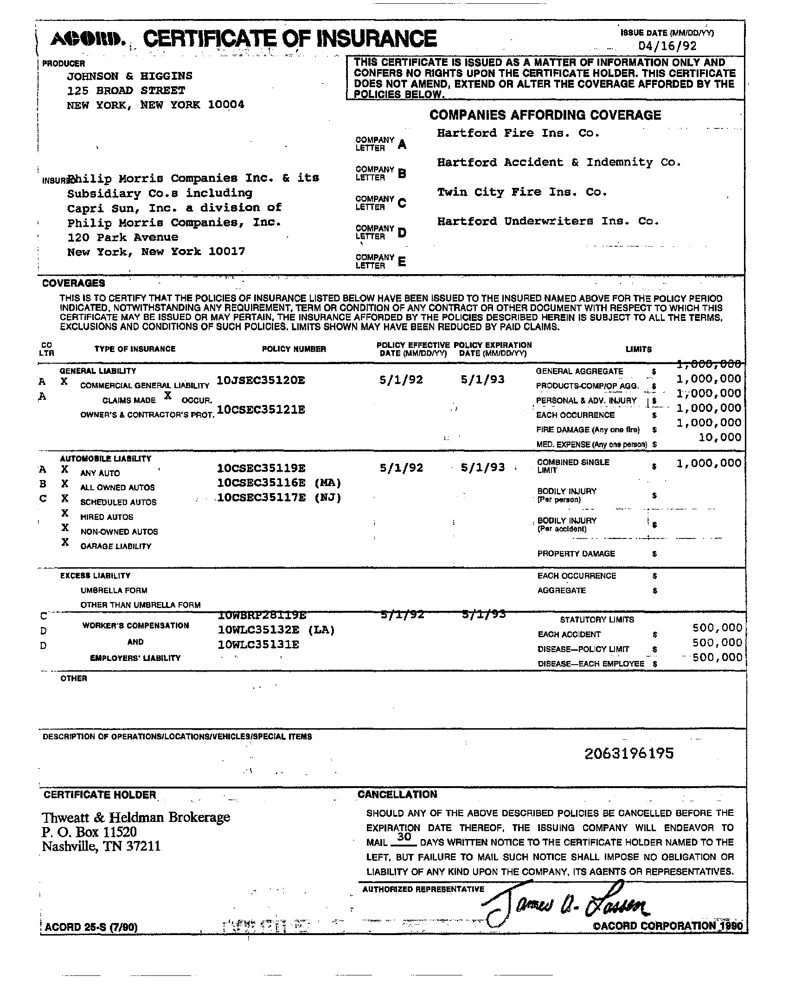 ACORD. CERTIFICATE OF INSURANCE
ISSUE DATE (MM/DD/YY)
04/16/92
PRODUCER
JOHNSON & HIGGINS
125 BROAD STREET
NEW YORK, NEW YORK 10004
THIS CERTIFICATE IS ISSUED AS A MATTER OF INFORMATION ONLY AND
CONFERS NO RIGHTS UPON THE CERTIFICATE HOLDER. THIS CERTIFICATE
DOES NOT AMEND, EXTEND OR ALTER THE COVERAGE AFFORDED BY THE
POLICIES BELOW.
COMPANIES AFFORDING COVERAGE
COMPANY LETTER A Hartford Fire Ins. Co.
COMPANY LETTER B Hartford Accident & Indemnity Co.
COMPANY LETTER C Twin City Fire Ins. Co.
COMPANY LETTER D Hartford Underwriters Ins. Co.
COMPANY LETTER E
INSURED
Philip Morris Companies Inc. & its
Subsidiary Co.s including
Capri Sun, Inc. a division of
Philip Morris Companies, Inc.
120 Park Avenue
New York, New York 10017
COVERAGES
THIS IS TO CERTIFY THAT THE POLICIES OF INSURANCE LISTED BELOW HAVE BEEN ISSUED TO THE INSURED NAMED ABOVE FOR THE POLICY PERIOD
INDICATED, NOTWITHSTANDING ANY REQUIREMENT, TERM OR CONDITION OF ANY CONTRACT OR OTHER DOCUMENT WITH RESPECT TO WHICH THIS
CERTIFICATE MAY BE ISSUED OR MAY PERTAIN, THE INSURANCE AFFORDED BY THE POLICIES DESCRIBED HEREIN IS SUBJECT TO ALL THE TERMS,
EXCLUSIONS AND CONDITIONS OF SUCH POLICIES. LIMITS SHOWN MAY HAVE BEEN REDUCED BY PAID CLAIMS.
CO LTR TYPE OF INSURANCE POLICY NUMBER POLICY EFFECTIVE DATE (MM/DD/YY) POLICY EXPIRATION DATE (MM/DD/YY) LIMITS
GENERAL LIABILITY GENERAL AGGREGATE $ 1,000,000
A X COMMERCIAL GENERAL LIABILITY 10JSEC35120E 5/1/92 5/1/93 PRODUCTS-COMP/OP AGG. $ 1,000,000
A CLAIMS MADE X OCCUR. PERSONAL & ADV. INJURY $ 1,000,000
OWNER'S & CONTRACTOR'S PROT. 10CSEC35121E EACH OCCURRENCE $ 1,000,000
FIRE DAMAGE (Any one fire) $ 1,000,000
MED. EXPENSE (Any one person) $ 10,000
AUTOMOBILE LIABILITY
A X ANY AUTO 10CSEC35119E 5/1/92 5/1/93 COMBINED SINGLE LIMIT $ 1,000,000
B X ALL OWNED AUTOS 10CSEC35116E (MA)
C X SCHEDULED AUTOS 10CSEC35117E (NJ) BODILY INJURY (Per person) $
X HIRED AUTOS
X NON-OWNED AUTOS BODILY INJURY (Per accident) $
X GARAGE LIABILITY
PROPERTY DAMAGE $
EXCESS LIABILITY EACH OCCURRENCE $
UMBRELLA FORM AGGREGATE $
OTHER THAN UMBRELLA FORM
C 10WBRP28119E 5/1/92 5/1/93 STATUTORY LIMITS
D WORKER'S COMPENSATION 10WLC35132E (LA) EACH ACCIDENT $ 500,000
D AND 10WLC35131E DISEASE—POLICY LIMIT $ 500,000
EMPLOYERS' LIABILITY DISEASE—EACH EMPLOYEE $ 500,000
OTHER
DESCRIPTION OF OPERATIONS/LOCATIONS/VEHICLES/SPECIAL ITEMS
2063196195
CERTIFICATE HOLDER
Thweatt & Heldman Brokerage
P. O. Box 11520
Nashville, TN 37211
CANCELLATION
SHOULD ANY OF THE ABOVE DESCRIBED POLICIES BE CANCELLED BEFORE THE
EXPIRATION DATE THEREOF, THE ISSUING COMPANY WILL ENDEAVOR TO
MAIL 30 DAYS WRITTEN NOTICE TO THE CERTIFICATE HOLDER NAMED TO THE
LEFT, BUT FAILURE TO MAIL SUCH NOTICE SHALL IMPOSE NO OBLIGATION OR
LIABILITY OF ANY KIND UPON THE COMPANY, ITS AGENTS OR REPRESENTATIVES.
AUTHORIZED REPRESENTATIVE
James A. Lassen
ACORD 25-S (7/90)
©ACORD CORPORATION 1990